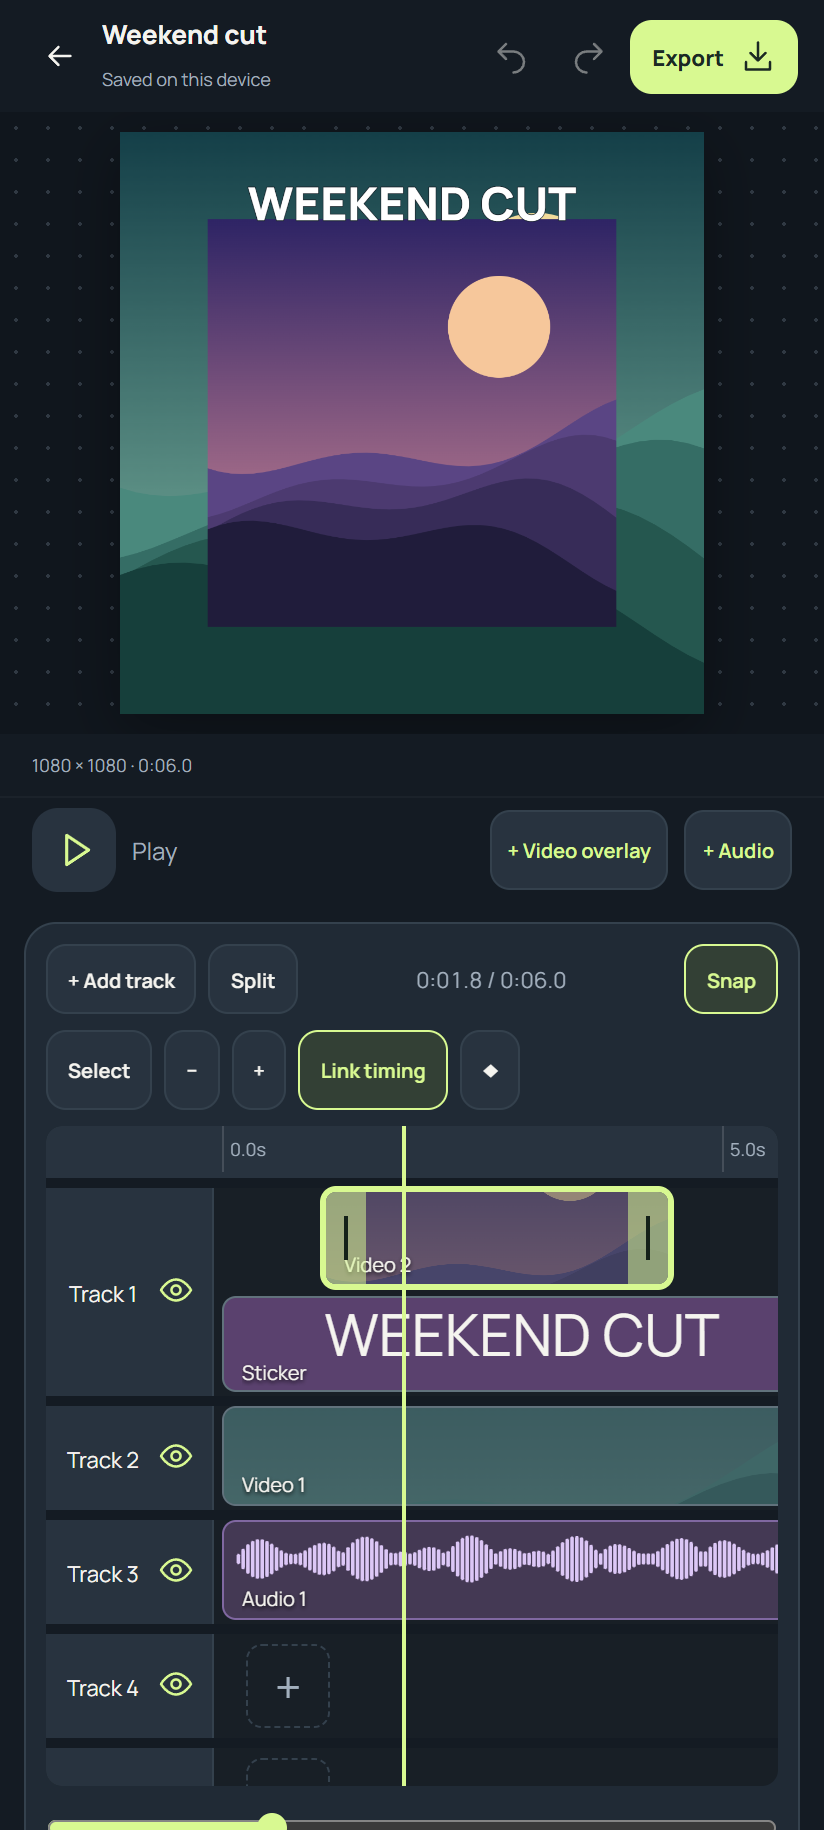 Weekend cut
Saved on this device
Export
WEEKEND CUT
1080 × 1080 · 0:06.0
Play
+ Video overlay
+ Audio
+ Add track
Split
0:01.8 / 0:06.0
Snap
Select
−
+
Link timing
0.0s
5.0s
Track 1
Video 2
WEEKEND CUT
Sticker
Track 2
Video 1
Track 3
Audio 1
Track 4
+